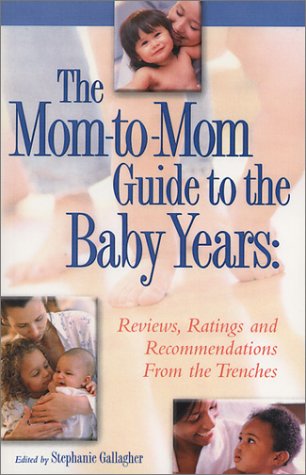 The
Mom-to-Mom
Guide to the
Baby Years:
Reviews, Ratings and
Recommendations
From the Trenches
Edited by Stephanie Gallagher